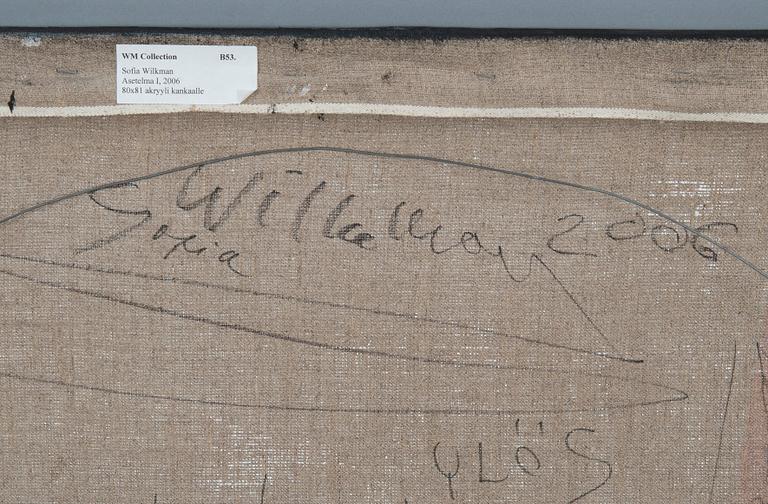 WM Collection B53.
Sofia Wilkman
Asetelma I, 2006
80x81 akryyli kankaalle
Sofia Wilkman 2006
YLÖS